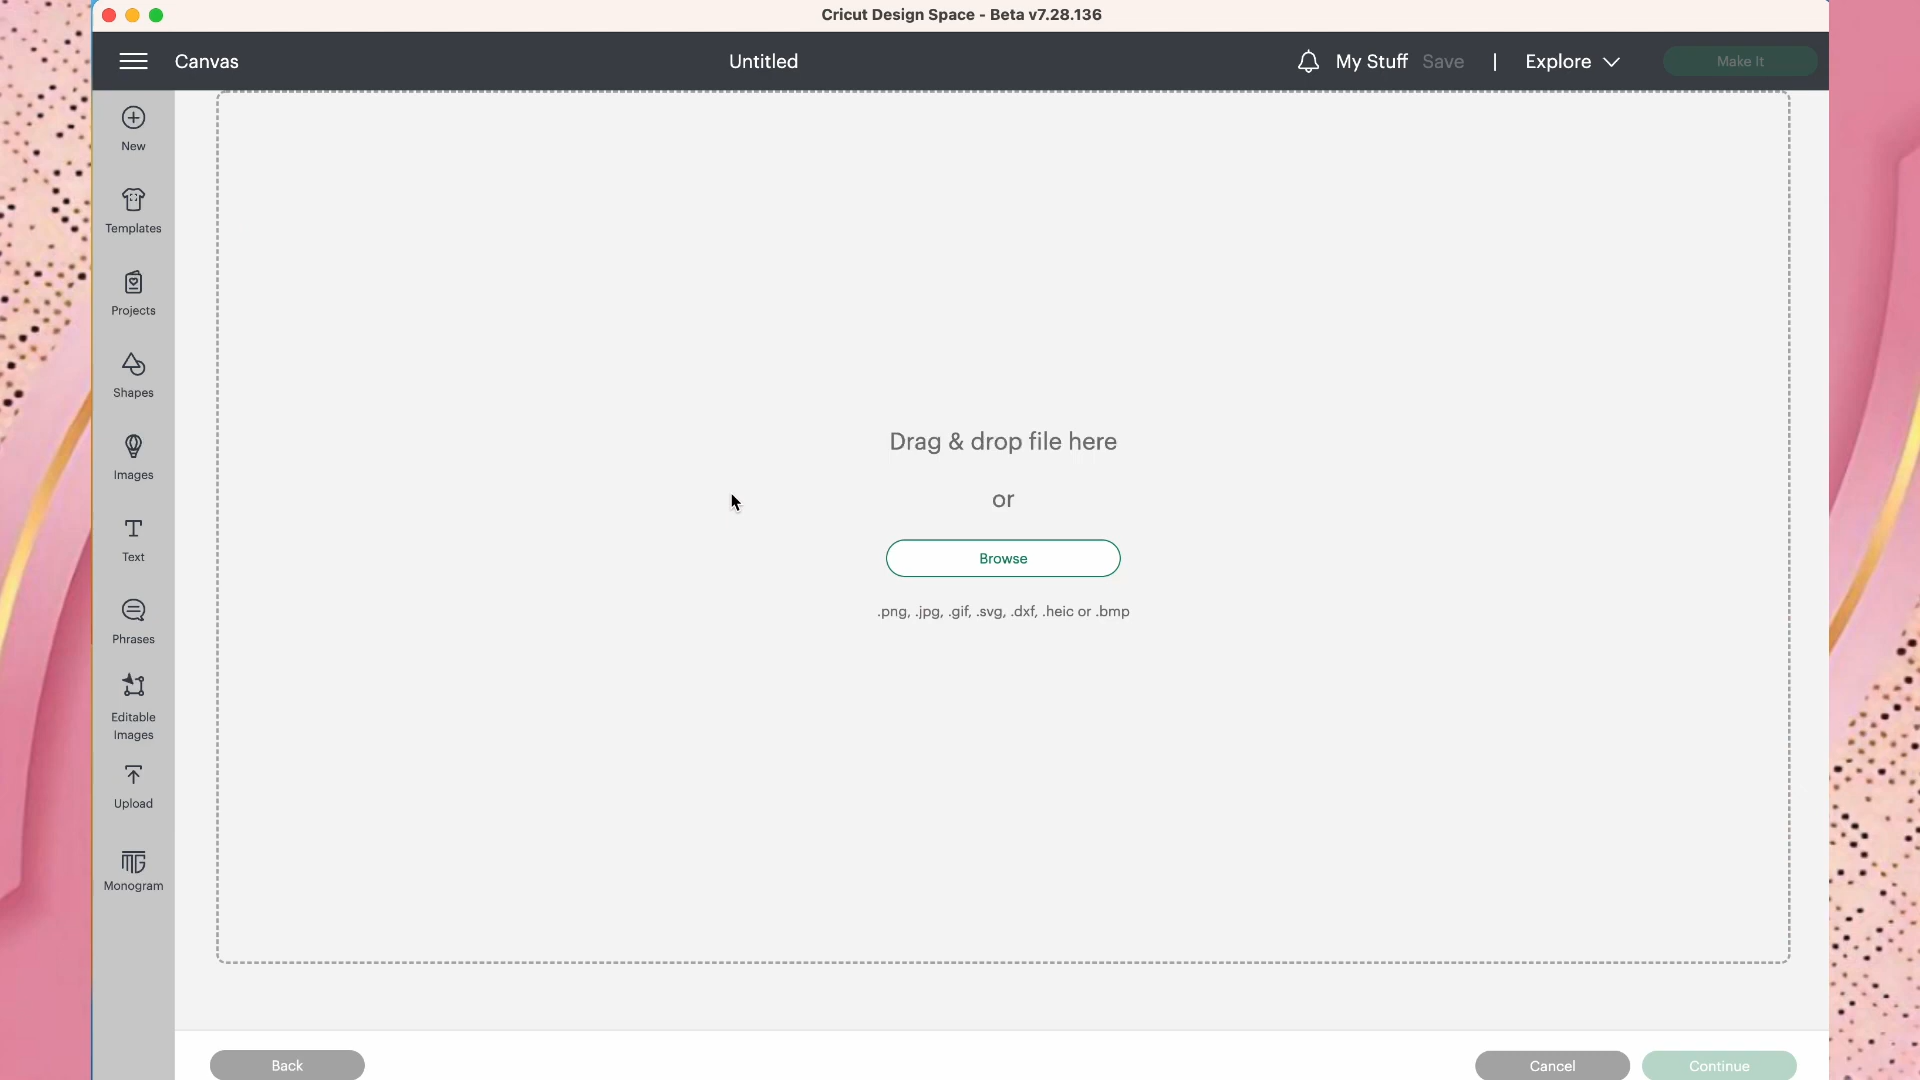 Cricut Design Space - Beta v7.28.136
Canvas
Untitled
My Stuff
Save
|
Explore
Make It
New
Templates
Projects
Shapes
Images
Text
Phrases
Editable
Images
Upload
MG
Monogram
Drag & drop file here
or
Browse
.png, .jpg, .gif, .svg, .dxf, .heic or .bmp
Back
Cancel
Continue